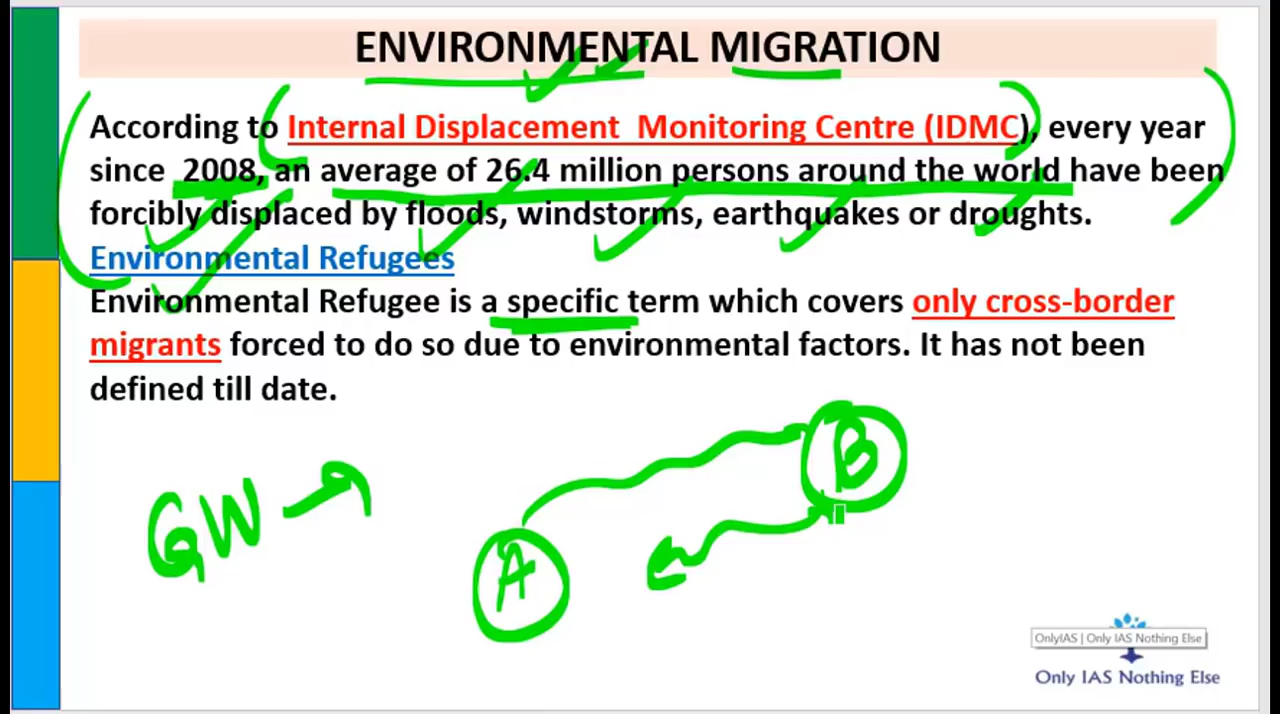 ENVIRONMENTAL MIGRATION
According to Internal Displacement Monitoring Centre (IDMC), every year
since 2008, an average of 26.4 million persons around the world have been
forcibly displaced by floods, windstorms, earthquakes or droughts.
Environmental Refugees
Environmental Refugee is a specific term which covers only cross-border
migrants forced to do so due to environmental factors. It has not been
defined till date.
B
GW
A
OnlyIAS | Only IAS Nothing Else
Only IAS Nothing Else